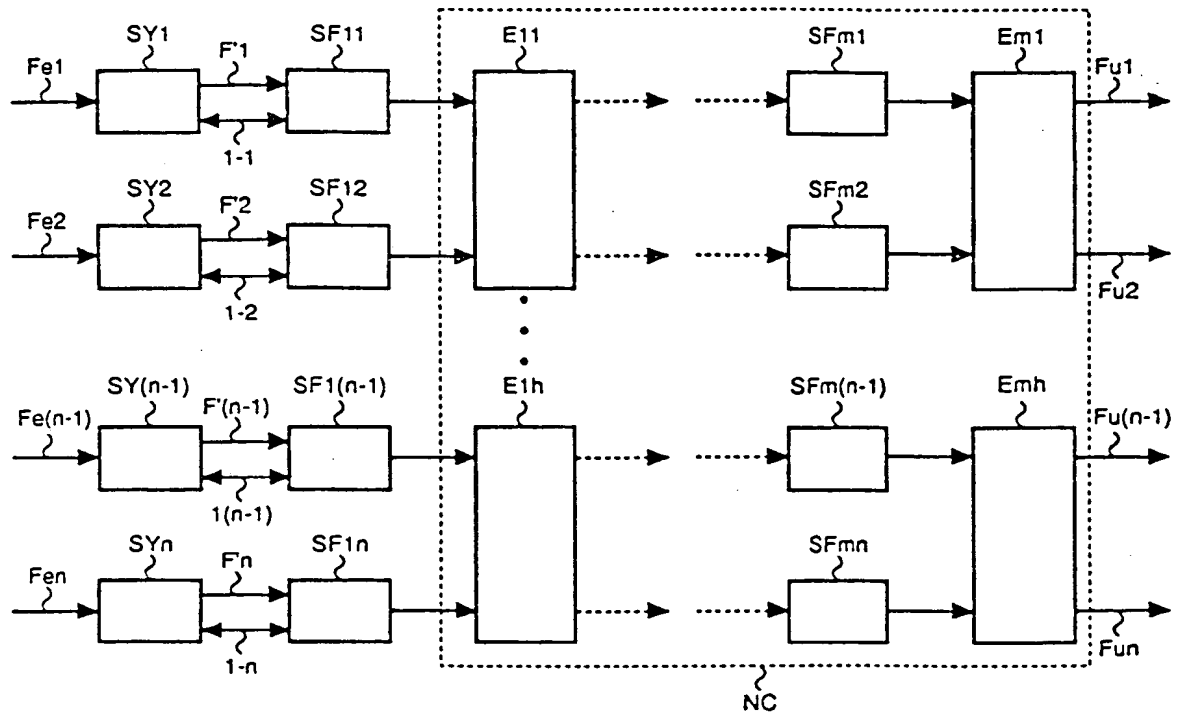 SY1 F'1 SF11 E11 SFm1 Em1
Fe1 Fu1
1-1
SY2 F'2 SF12 SFm2
Fe2
1-2 Fu2
SY(n-1) F'(n-1) SF1(n-1) E1h SFm(n-1) Emh
Fe(n-1) Fu(n-1)
1(n-1)
SYn F'n SF1n SFmn
Fen
1-n Fun
NC